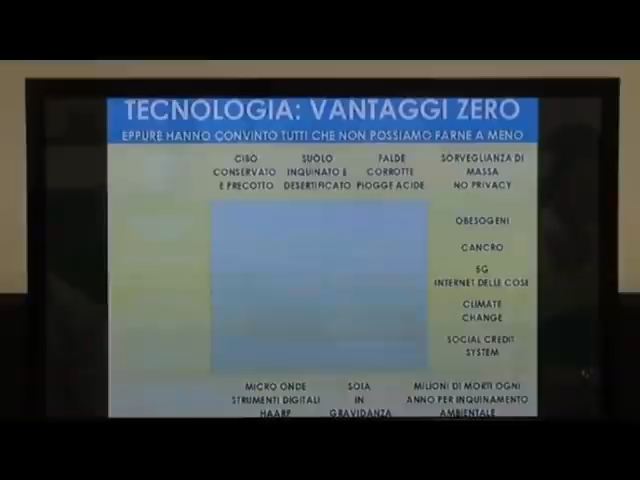 TECNOLOGIA: VANTAGGI ZERO
EPPURE HANNO CONVINTO TUTTI CHE NON POSSIAMO FARNE A MENO
CIBO CONSERVATO E PRECOTTO
SUOLO INQUINATO E DESERTIFICATO
FALDE CORROTTE PIOGGE ACIDE
SORVEGLIANZA DI MASSA NO PRIVACY
OBESOGENI
CANCRO
5G
INTERNET DELLE COSE
CLIMATE
CHANGE
SOCIAL CREDIT
SYSTEM
MICRO ONDE
STRUMENTI DIGITALI
HAARP
SOIA
IN
GRAVIDANZA
MILIONI DI MORTI OGNI
ANNO PER INQUINAMENTO
AMBIENTALE